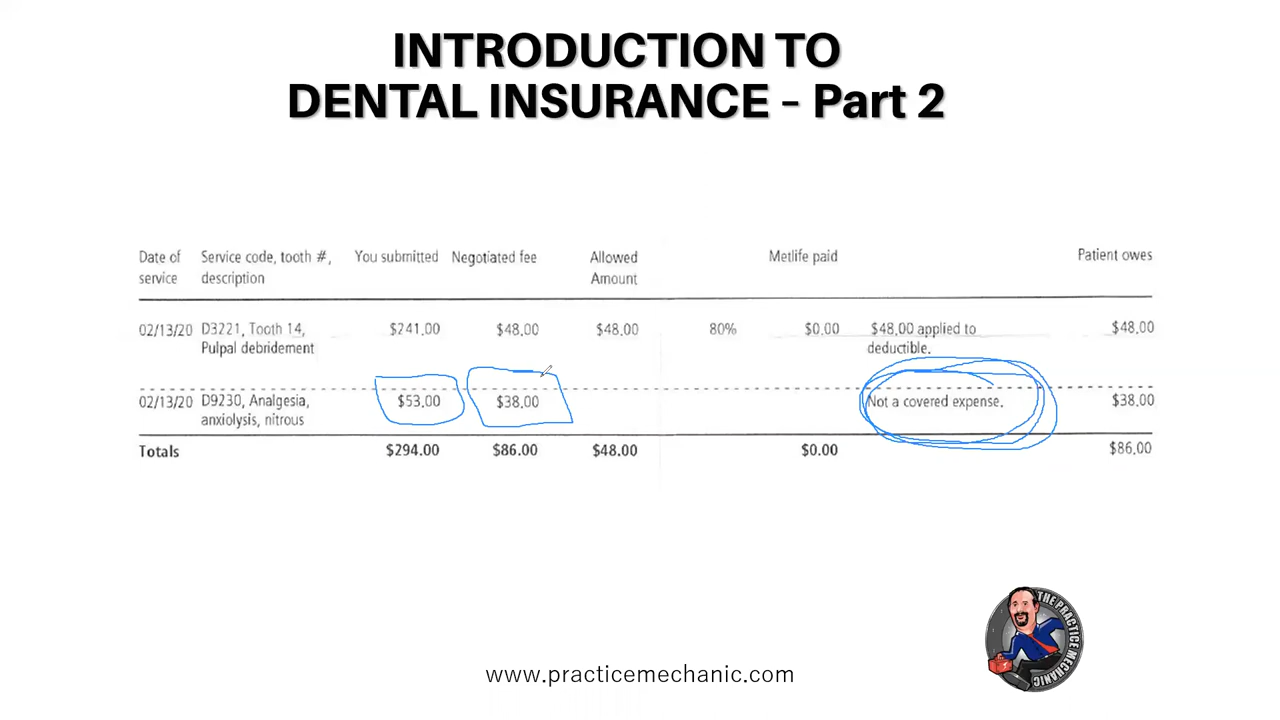 INTRODUCTION TO
DENTAL INSURANCE – Part 2
Date of service Service code, tooth #, description You submitted Negotiated fee Allowed Amount Metlife paid Patient owes
02/13/20 D3221, Tooth 14, $241.00 $48.00 $48.00 80% $0.00 $48.00 applied to $48.00
Pulpal debridement deductible.
02/13/20 D9230, Analgesia, $53.00 $38.00 Not a covered expense. $38.00
anxiolysis, nitrous
Totals $294.00 $86.00 $48.00 $0.00 $86.00
THE PRACTICE MECHANIC
www.practicemechanic.com